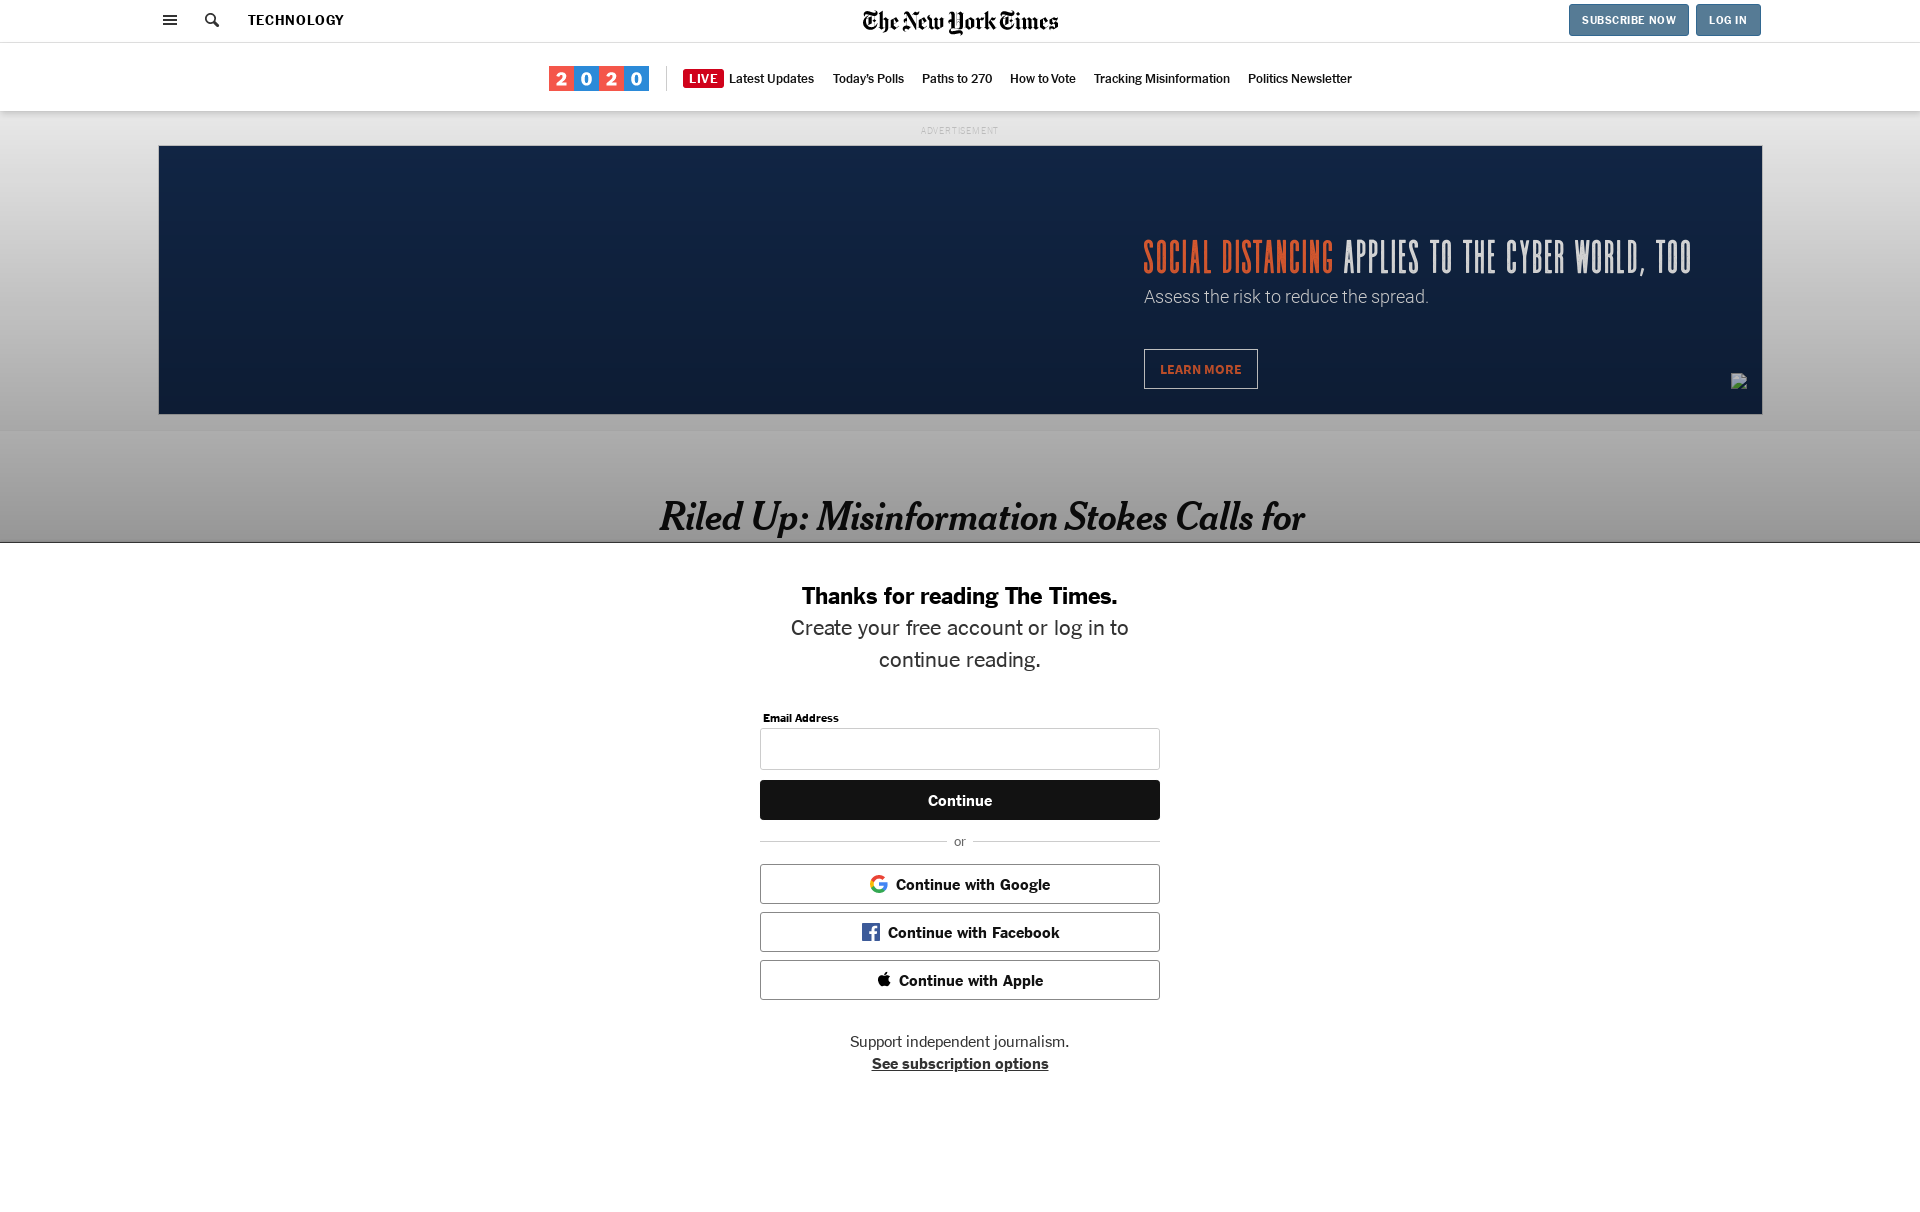 TECHNOLOGY
The New York Times
SUBSCRIBE NOW
LOG IN
2020
LIVE Latest Updates Today's Polls Paths to 270 How to Vote Tracking Misinformation Politics Newsletter
ADVERTISEMENT
SOCIAL DISTANCING APPLIES TO THE CYBER WORLD, TOO
Assess the risk to reduce the spread.
LEARN MORE
Riled Up: Misinformation Stokes Calls for
Thanks for reading The Times.
Create your free account or log in to
continue reading.
Email Address
Continue
or
Continue with Google
Continue with Facebook
Continue with Apple
Support independent journalism.
See subscription options